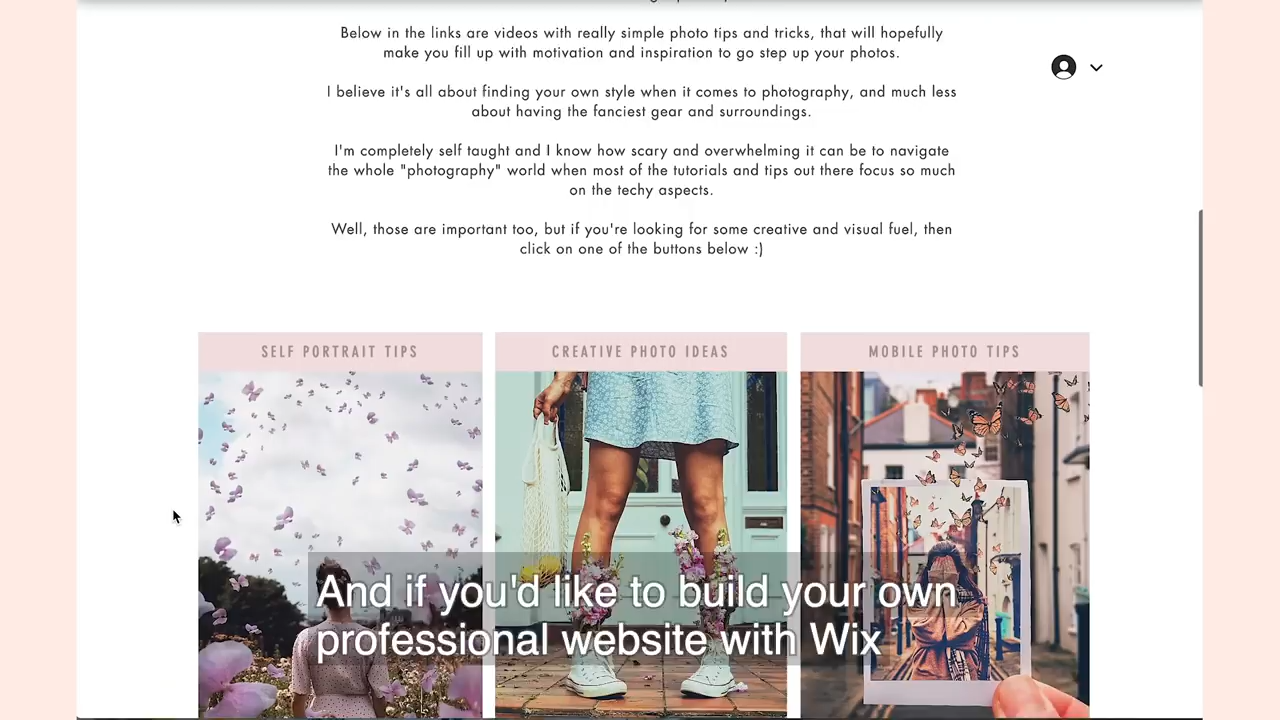 Below in the links are videos with really simple photo tips and tricks, that will hopefully
make you fill up with motivation and inspiration to go step up your photos.
I believe it's all about finding your own style when it comes to photography, and much less
about having the fanciest gear and surroundings.
I'm completely self taught and I know how scary and overwhelming it can be to navigate
the whole "photography" world when most of the tutorials and tips out there focus so much
on the techy aspects.
Well, those are important too, but if you're looking for some creative and visual fuel, then
click on one of the buttons below :)
SELF PORTRAIT TIPS
CREATIVE PHOTO IDEAS
MOBILE PHOTO TIPS
And if you'd like to build your own
professional website with Wix